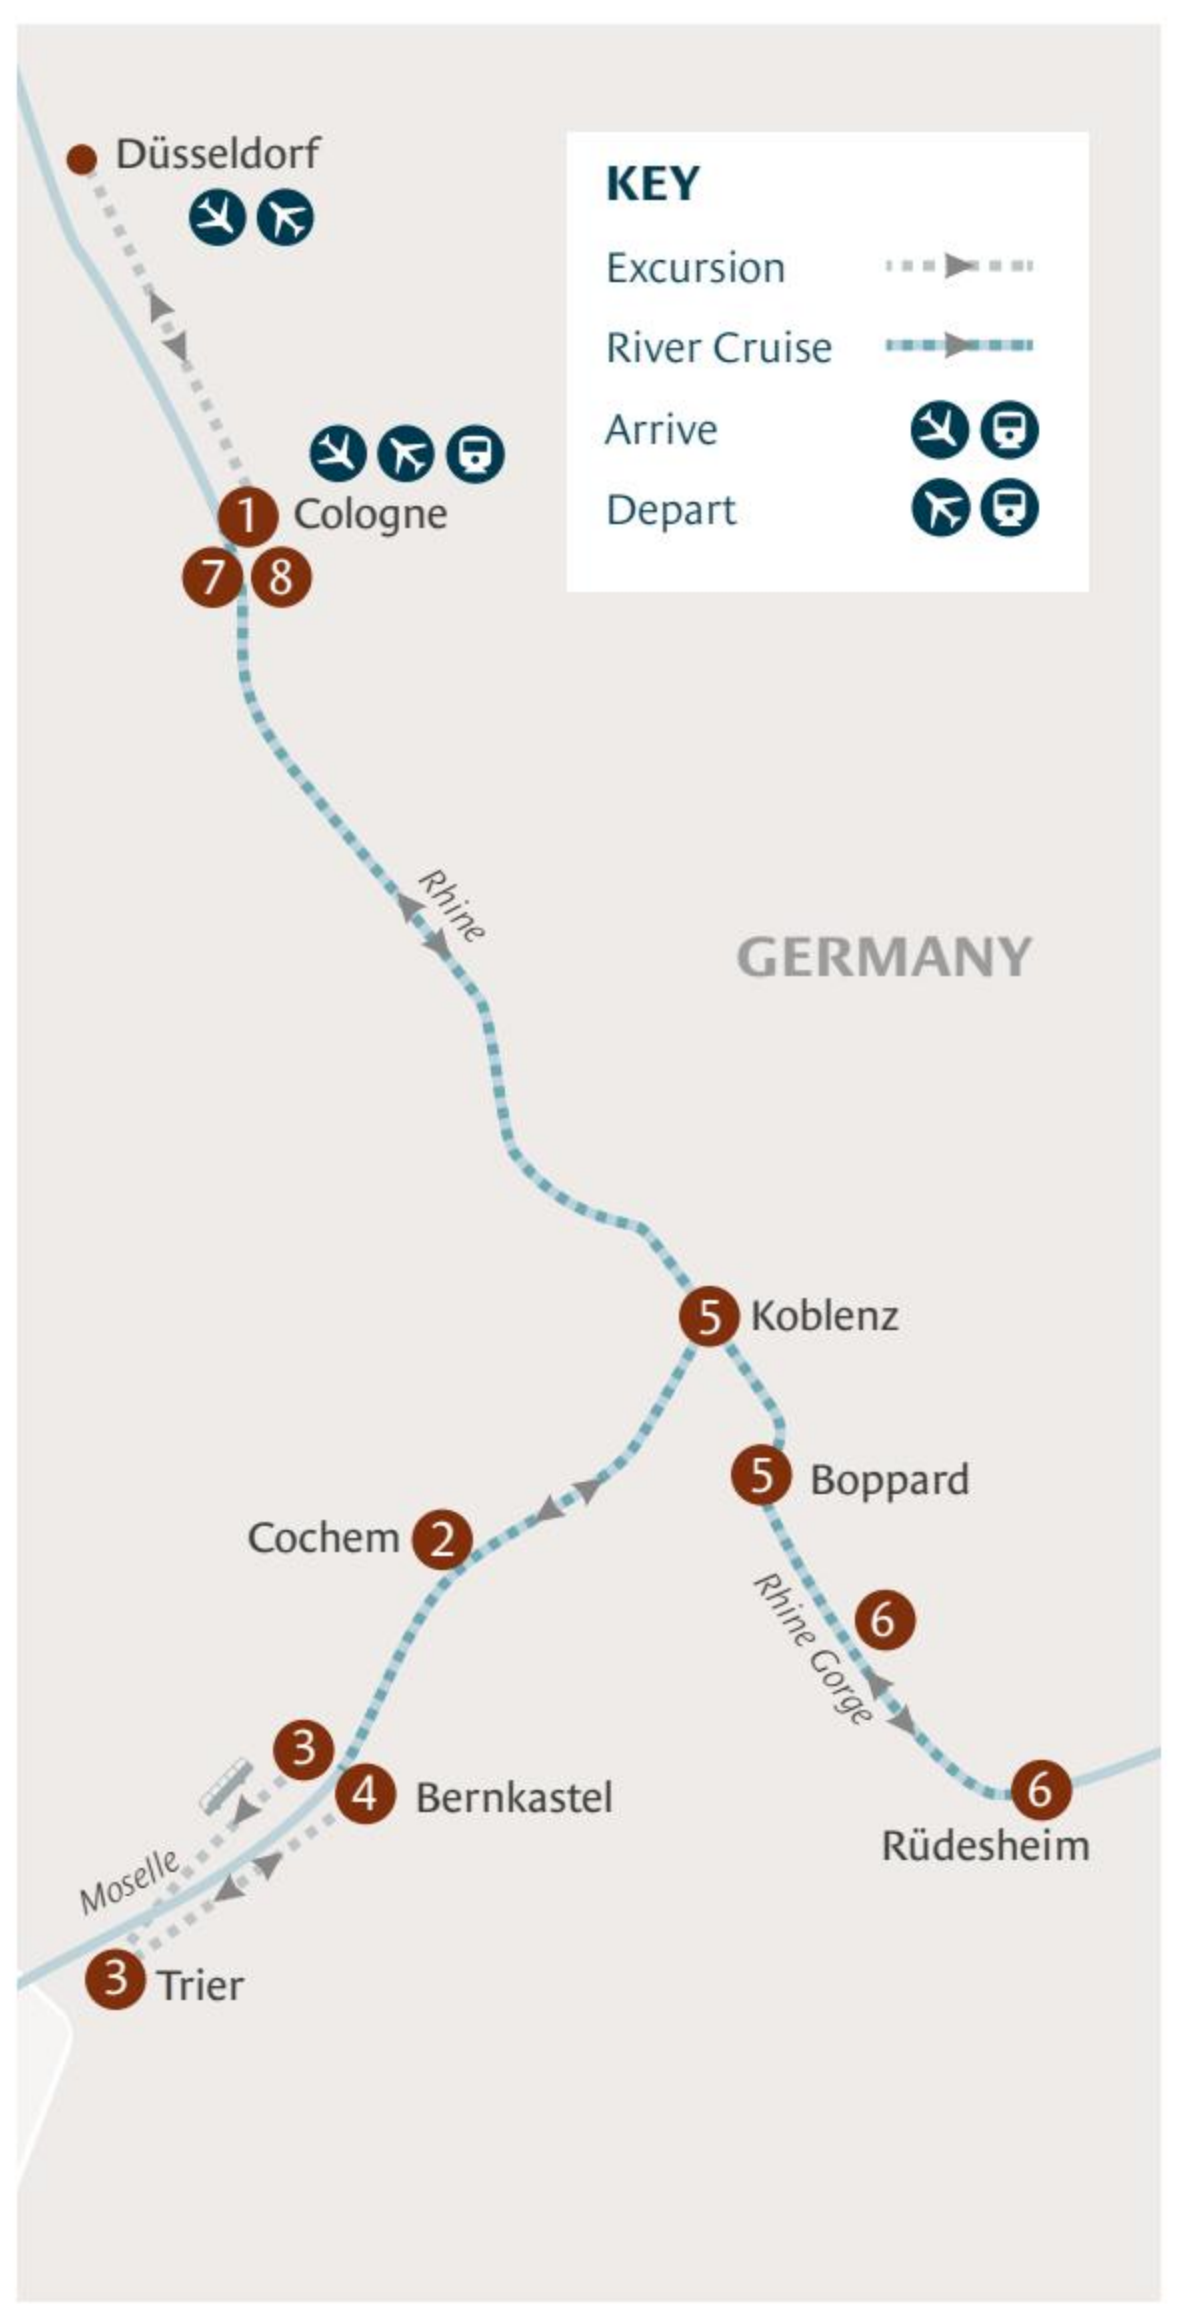 Düsseldorf
KEY
Excursion
River Cruise
Arrive
Depart
1 Cologne
7 8
Rhine
GERMANY
5 Koblenz
5 Boppard
Cochem 2
6
Rhine Gorge
3
4 Bernkastel
6
Rüdesheim
Moselle
3 Trier